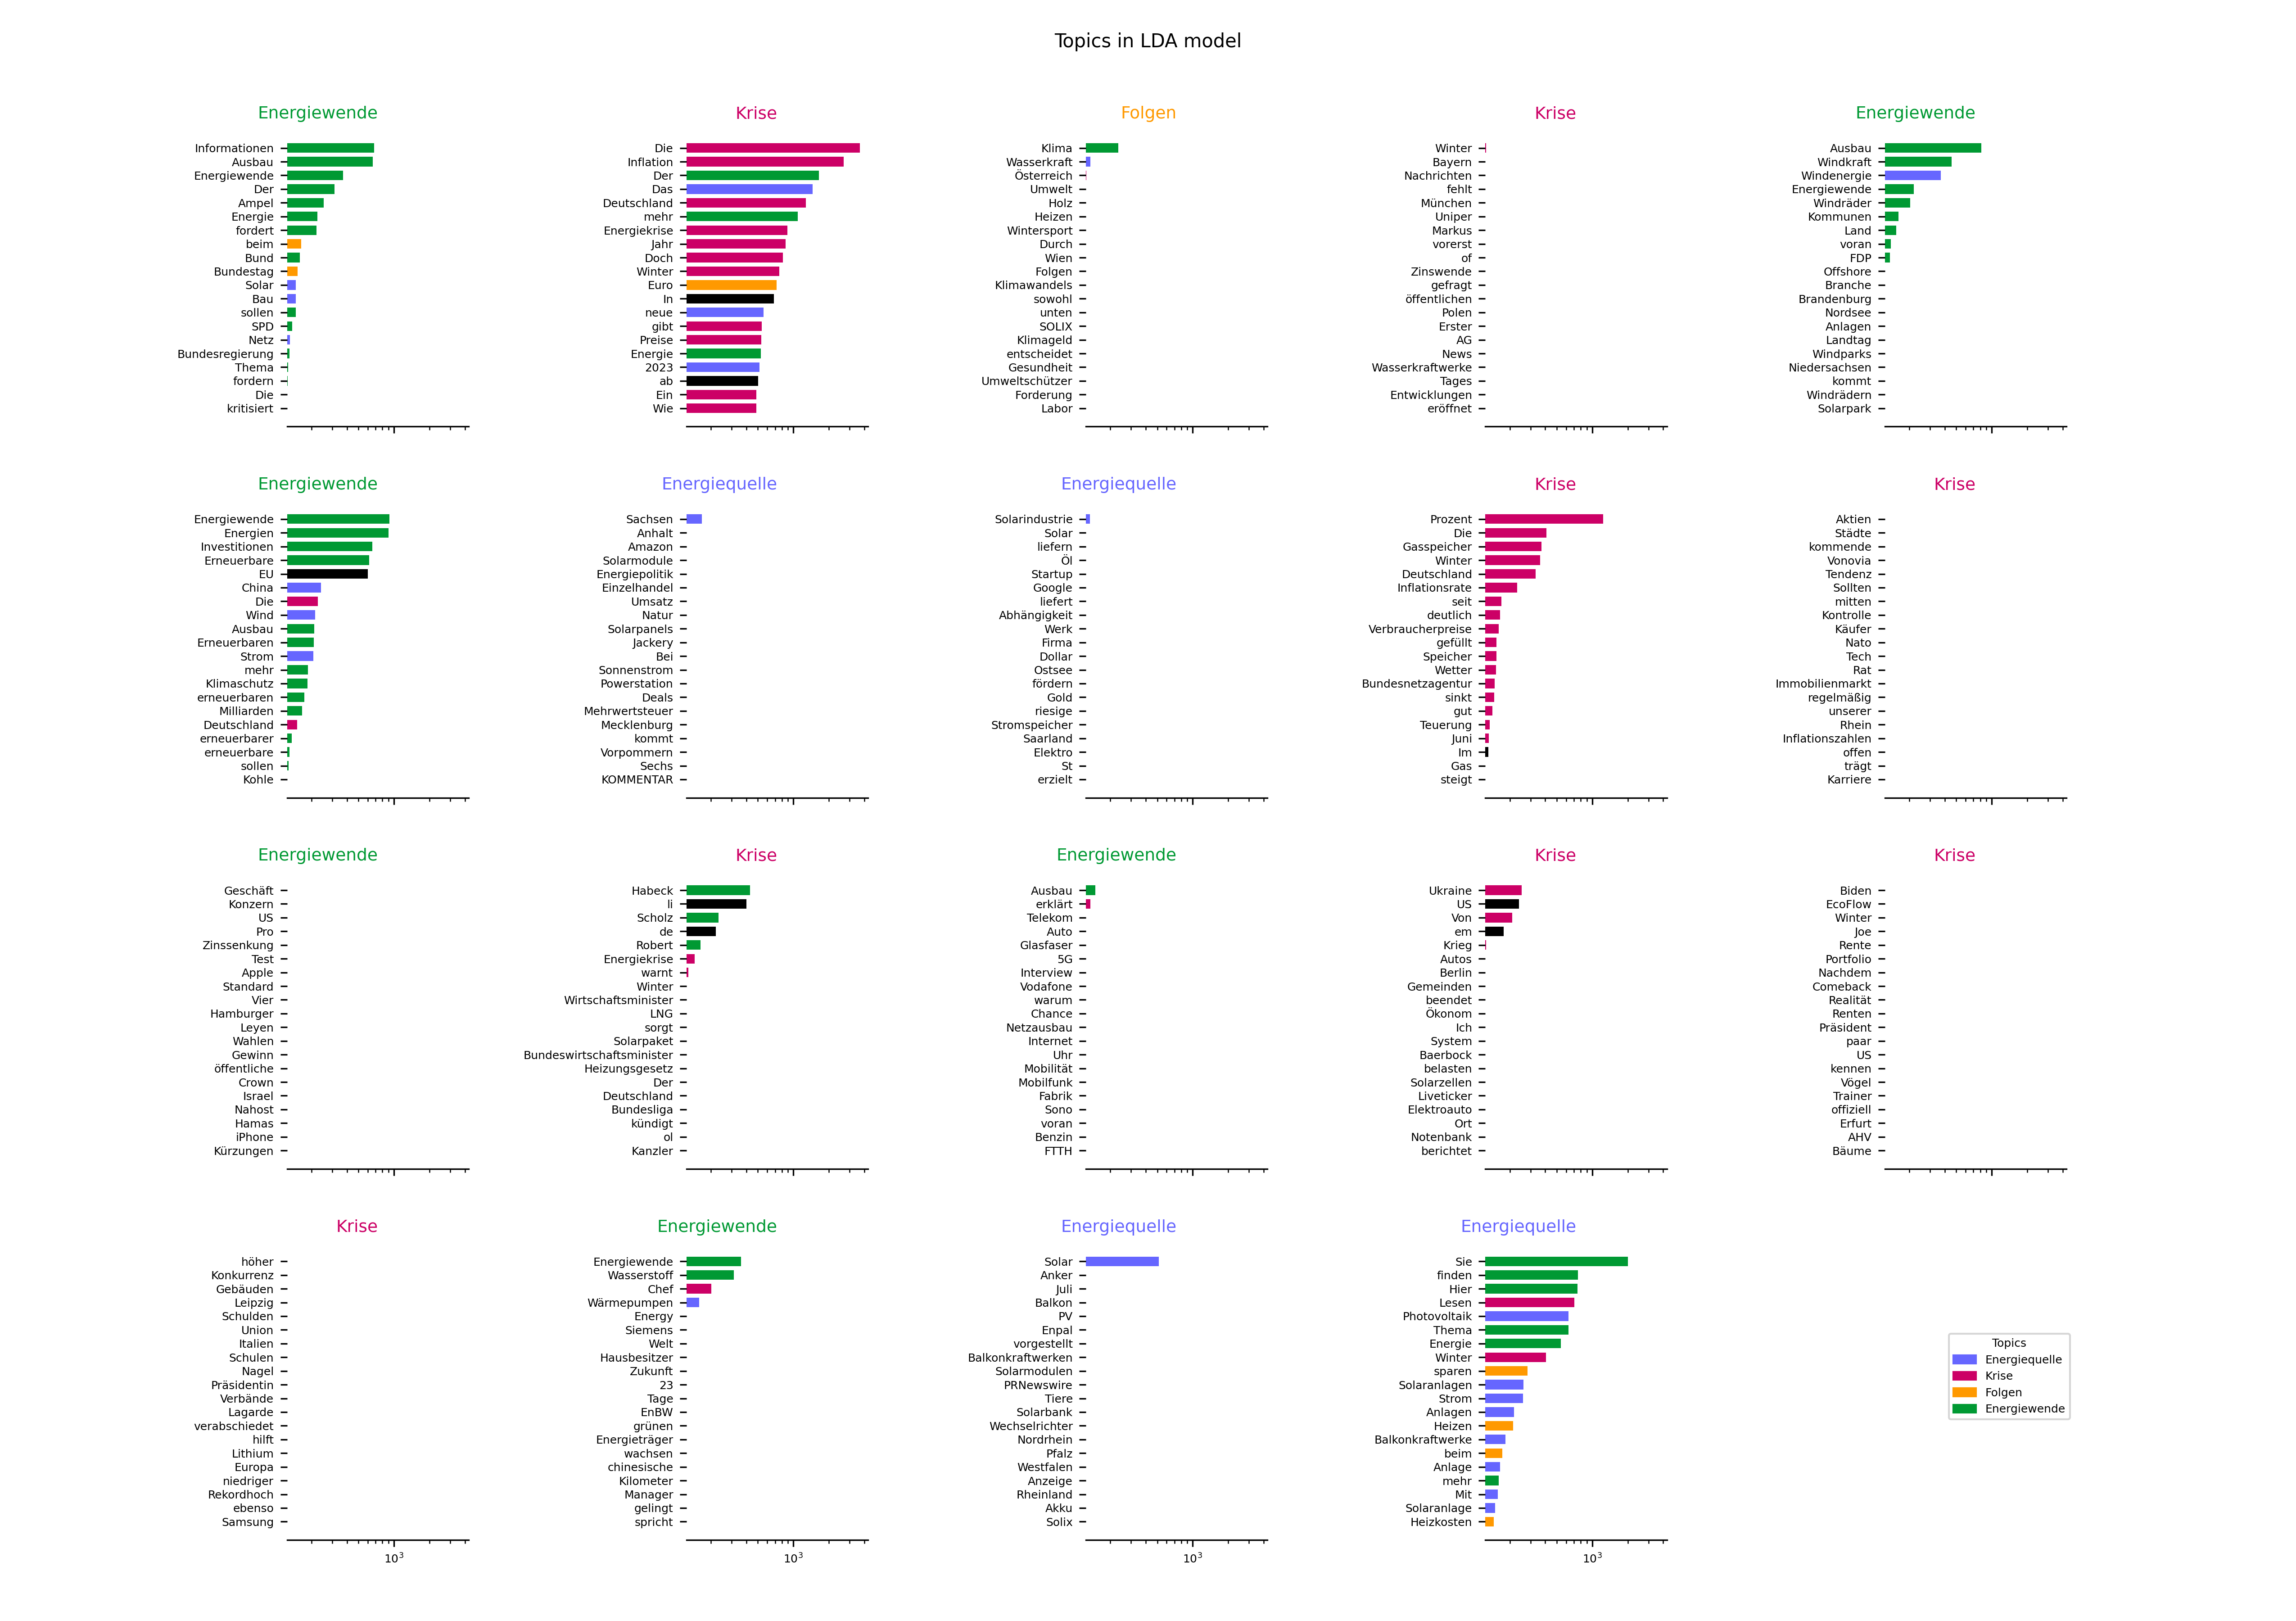 Topics in LDA model
Energiewende
Informationen
Ausbau
Energiewende
Der
Ampel
Energie
fordert
beim
Bund
Bundestag
Solar
Bau
sollen
SPD
Netz
Bundesregierung
Thema
fordern
Die
kritisiert
Krise
Die
Inflation
Der
Das
Deutschland
mehr
Energiekrise
Jahr
Doch
Winter
Euro
In
neue
gibt
Preise
Energie
2023
ab
Ein
Wie
Folgen
Klima
Wasserkraft
Österreich
Umwelt
Holz
Heizen
Wintersport
Durch
Wien
Folgen
Klimawandels
sowohl
unten
SOLIX
Klimageld
entscheidet
Gesundheit
Umweltschützer
Forderung
Labor
Krise
Winter
Bayern
Nachrichten
fehlt
München
Uniper
Markus
vorerst
of
Zinswende
gefragt
öffentlichen
Polen
Erster
AG
News
Wasserkraftwerke
Tages
Entwicklungen
eröffnet
Energiewende
Ausbau
Windkraft
Windenergie
Energiewende
Windräder
Kommunen
Land
voran
FDP
Offshore
Branche
Brandenburg
Nordsee
Anlagen
Landtag
Windparks
Niedersachsen
kommt
Windrädern
Solarpark
Energiewende
Energiewende
Energien
Investitionen
Erneuerbare
EU
China
Die
Wind
Ausbau
Erneuerbaren
Strom
mehr
Klimaschutz
erneuerbaren
Milliarden
Deutschland
erneuerbarer
erneuerbare
sollen
Kohle
Energiequelle
Sachsen
Anhalt
Amazon
Solarmodule
Energiepolitik
Einzelhandel
Umsatz
Natur
Solarpanels
Jackery
Bei
Sonnenstrom
Powerstation
Deals
Mehrwertsteuer
Mecklenburg
kommt
Vorpommern
Sechs
KOMMENTAR
Energiequelle
Solarindustrie
Solar
liefern
Öl
Startup
Google
liefert
Abhängigkeit
Werk
Firma
Dollar
Ostsee
fördern
Gold
riesige
Stromspeicher
Saarland
Elektro
St
erzielt
Krise
Prozent
Die
Gasspeicher
Winter
Deutschland
Inflationsrate
seit
deutlich
Verbraucherpreise
gefüllt
Speicher
Wetter
Bundesnetzagentur
sinkt
gut
Teuerung
Juni
Im
Gas
steigt
Krise
Aktien
Städte
kommende
Vonovia
Tendenz
Sollten
mitten
Kontrolle
Käufer
Nato
Tech
Rat
Immobilienmarkt
regelmäßig
unserer
Rhein
Inflationszahlen
offen
trägt
Karriere
Energiewende
Geschäft
Konzern
US
Pro
Zinssenkung
Test
Apple
Standard
Vier
Hamburger
Leyen
Wahlen
Gewinn
öffentliche
Crown
Israel
Nahost
Hamas
iPhone
Kürzungen
Krise
Habeck
li
Scholz
de
Robert
Energiekrise
warnt
Winter
Wirtschaftsminister
LNG
sorgt
Solarpaket
Bundeswirtschaftsminister
Heizungsgesetz
Der
Deutschland
Bundesliga
kündigt
ol
Kanzler
Energiewende
Ausbau
erklärt
Telekom
Auto
Glasfaser
5G
Interview
Vodafone
warum
Chance
Netzausbau
Internet
Uhr
Mobilität
Mobilfunk
Fabrik
Sono
voran
Benzin
FTTH
Krise
Ukraine
US
Von
em
Krieg
Autos
Berlin
Gemeinden
beendet
Ökonom
Ich
System
Baerbock
belasten
Solarzellen
Liveticker
Elektroauto
Ort
Notenbank
berichtet
Krise
Biden
EcoFlow
Winter
Joe
Rente
Portfolio
Nachdem
Comeback
Realität
Renten
Präsident
paar
US
kennen
Vögel
Trainer
offiziell
Erfurt
AHV
Bäume
Krise
höher
Konkurrenz
Gebäuden
Leipzig
Schulden
Union
Italien
Schulen
Nagel
Präsidentin
Verbände
Lagarde
verabschiedet
hilft
Lithium
Europa
niedriger
Rekordhoch
ebenso
Samsung
10³
Energiewende
Energiewende
Wasserstoff
Chef
Wärmepumpen
Energy
Siemens
Welt
Hausbesitzer
Zukunft
23
Tage
EnBW
grünen
Energieträger
wachsen
chinesische
Kilometer
Manager
gelingt
spricht
10³
Energiequelle
Solar
Anker
Juli
Balkon
PV
Enpal
vorgestellt
Balkonkraftwerken
Solarmodulen
PRNewswire
Tiere
Solarbank
Wechselrichter
Nordrhein
Pfalz
Westfalen
Anzeige
Rheinland
Akku
Solix
10³
Energiequelle
Sie
finden
Hier
Lesen
Photovoltaik
Thema
Energie
Winter
sparen
Solaranlagen
Strom
Anlagen
Heizen
Balkonkraftwerke
beim
Anlage
mehr
Mit
Solaranlage
Heizkosten
10³
Topics
Energiequelle
Krise
Folgen
Energiewende